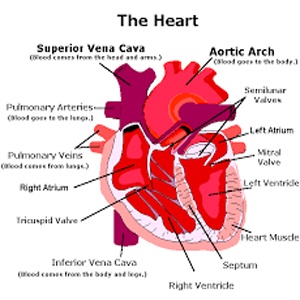 The Heart
Superior Vena Cava
(Blood comes from the head and arms.)
Aortic Arch
(Blood goes to the body.)
Pulmonary Arteries
(Blood goes to the lungs.)
Semilunar
Valves
Left Atrium
Pulmonary Veins
(Blood comes from lungs.)
Mitral
Valve
Right Atrium
Left Ventricle
Tricuspid Valve
Heart Muscle
Inferior Vena Cava
(Blood comes from the body and legs.)
Septum
Right Ventricle